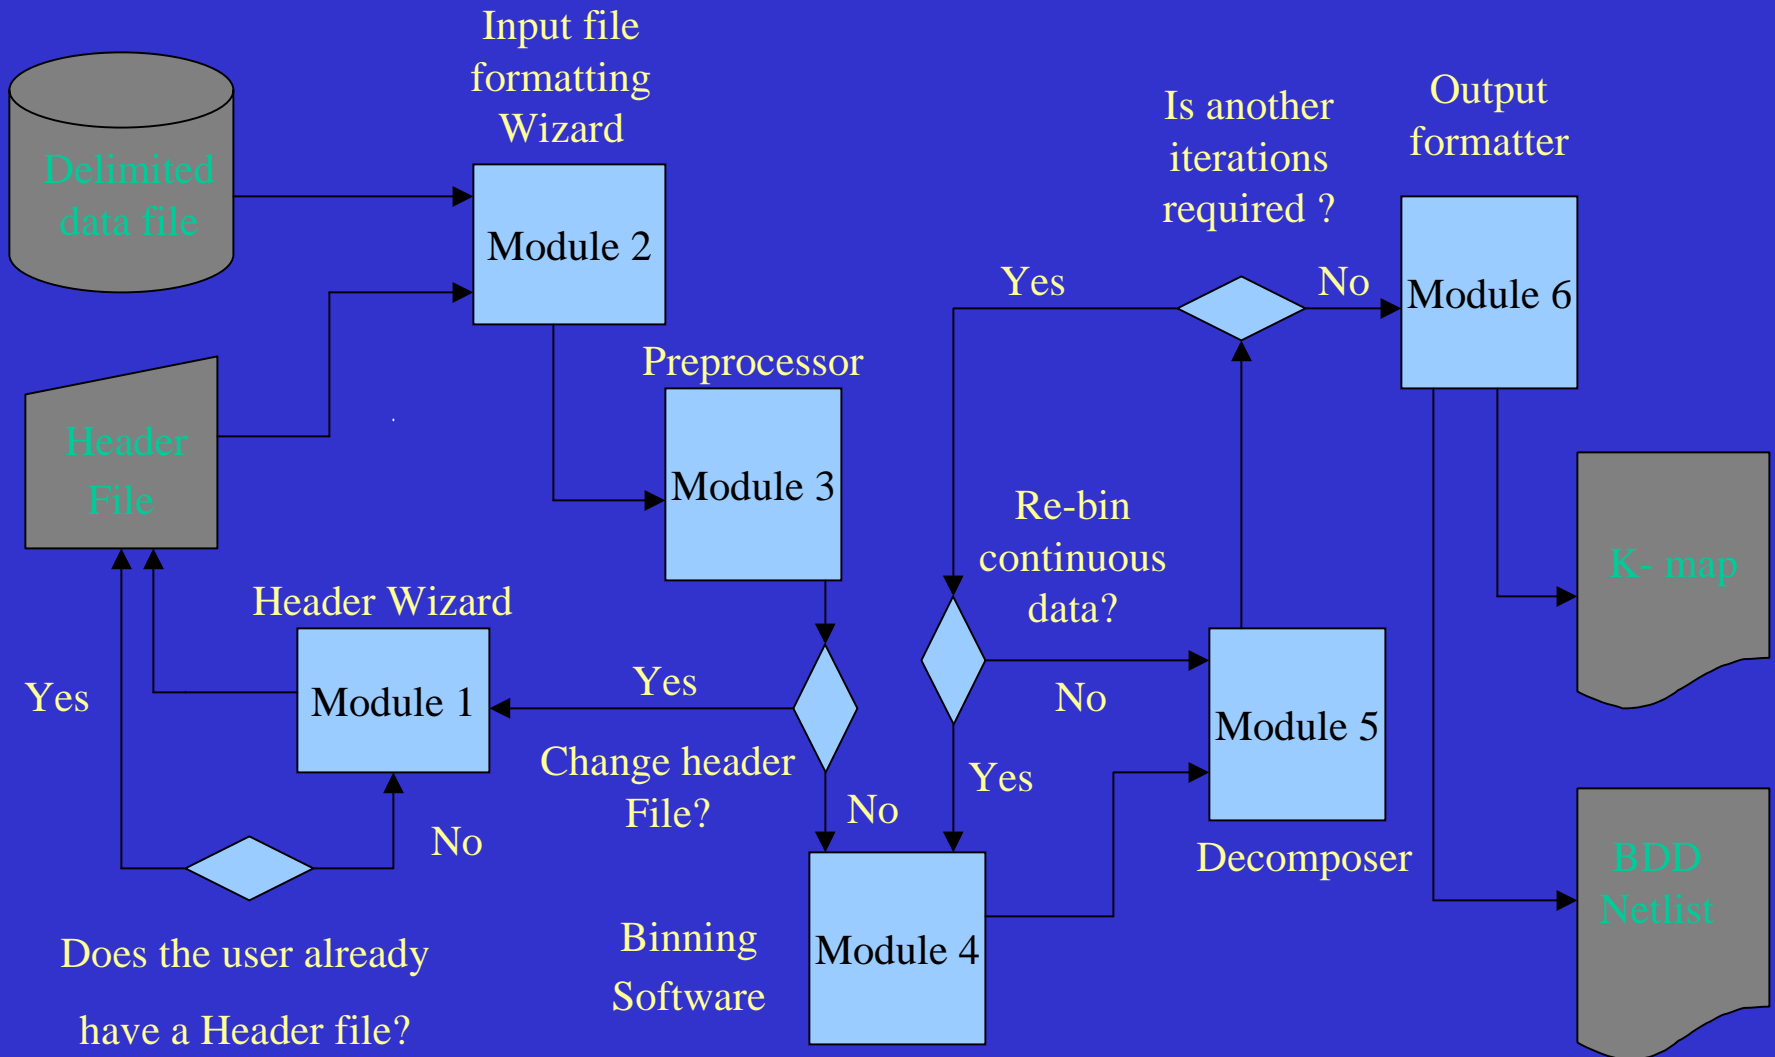 Input file
formatting
Wizard
Delimited
data file
Module 2
Is another
iterations
required ?
Output
formatter
Yes
No
Module 6
Preprocessor
Header
File
Module 3
Re-bin
continuous
data?
K- map
Header Wizard
Yes
Module 1
Yes
No
Module 5
Change header
File?
Yes
No
No
Decomposer
BDD
Netlist
Does the user already
have a Header file?
Binning
Software
Module 4